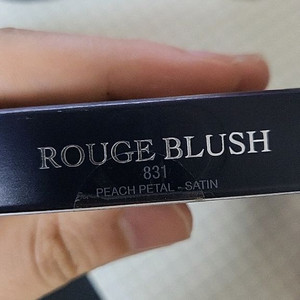 ROUGE BLUSH
831
PEACH PETAL - SATIN